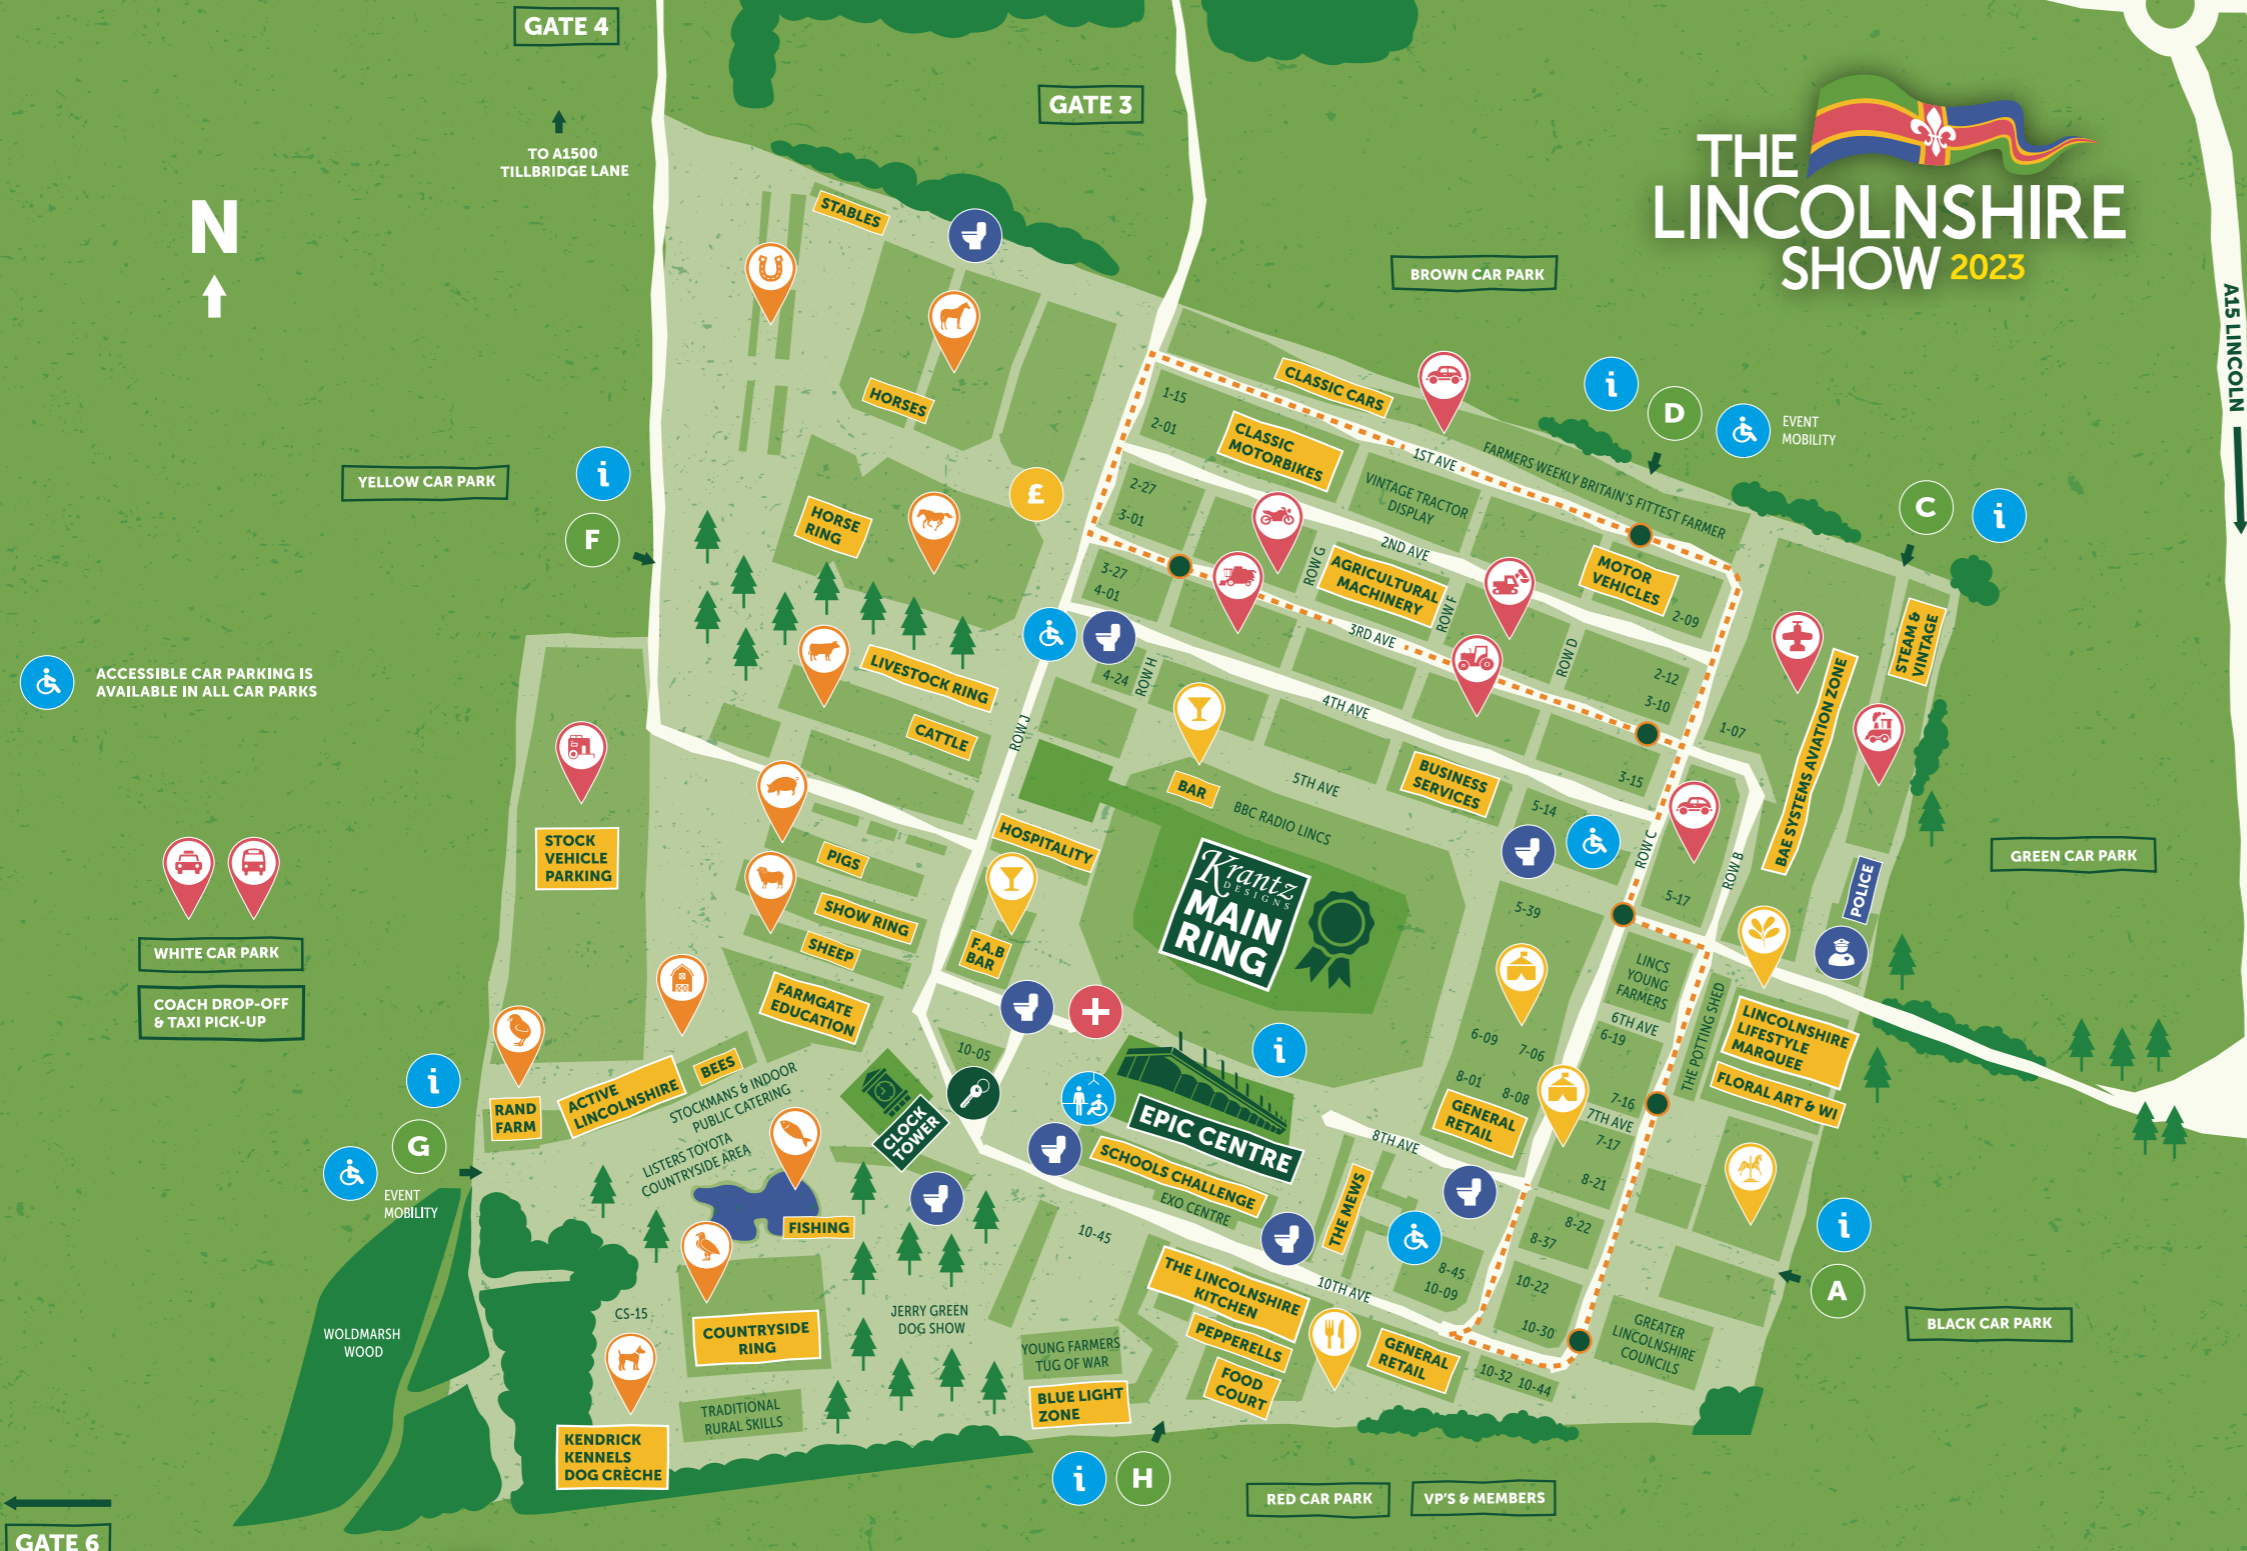 GATE 4
GATE 3
TO A1500
TILLBRIDGE LANE
N
THE
LINCOLNSHIRE
SHOW 2023
A15 LINCOLN
STABLES
BROWN CAR PARK
HORSES
CLASSIC CARS
1-15
2-01
CLASSIC
MOTORBIKES
1ST AVE
FARMERS WEEKLY BRITAIN'S FITTEST FARMER
i
D
EVENT
MOBILITY
YELLOW CAR PARK
i
F
£
HORSE
RING
2-27
3-01
VINTAGE TRACTOR
DISPLAY
2ND AVE
ROW G
AGRICULTURAL
MACHINERY
ROW F
MOTOR
VEHICLES
2-09
C
i
3-27
4-01
3RD AVE
ROW D
STEAM &
VINTAGE
ACCESSIBLE CAR PARKING IS
AVAILABLE IN ALL CAR PARKS
LIVESTOCK RING
4-24
ROW H
4TH AVE
2-12
3-10
1-07
BAE SYSTEMS AVIATION ZONE
CATTLE
ROW J
BAR
5TH AVE
BBC RADIO LINCS
BUSINESS
SERVICES
3-15
5-14
ROW C
ROW B
STOCK
VEHICLE
PARKING
PIGS
HOSPITALITY
Krantz
DESIGNS
MAIN
RING
5-39
5-17
POLICE
GREEN CAR PARK
WHITE CAR PARK
COACH DROP-OFF
& TAXI PICK-UP
SHOW RING
SHEEP
F.A.B
BAR
FARMGATE
EDUCATION
LINCS
YOUNG
FARMERS
6TH AVE
6-19
THE POTTING SHED
LINCOLNSHIRE
LIFESTYLE
MARQUEE
FLORAL ART & WI
6-09
7-06
8-01
8-08
GENERAL
RETAIL
7-16
7TH AVE
7-17
10-05
i
EPIC CENTRE
CLOCK
TOWER
BEES
ACTIVE
LINCOLNSHIRE
STOCKMANS & INDOOR
PUBLIC CATERING
RAND
FARM
i
G
EVENT
MOBILITY
LISTERS TOYOTA
COUNTRYSIDE AREA
FISHING
SCHOOLS CHALLENGE
EXO CENTRE
8TH AVE
THE MEWS
8-21
8-22
8-37
i
A
10-45
THE LINCOLNSHIRE
KITCHEN
10TH AVE
8-45
10-09
10-22
10-30
PEPPERELLS
FOOD
COURT
GENERAL
RETAIL
10-32
10-44
GREATER
LINCOLNSHIRE
COUNCILS
BLACK CAR PARK
WOLDMARSH
WOOD
CS-15
COUNTRYSIDE
RING
JERRY GREEN
DOG SHOW
YOUNG FARMERS
TUG OF WAR
BLUE LIGHT
ZONE
TRADITIONAL
RURAL SKILLS
KENDRICK
KENNELS
DOG CRÈCHE
i
H
RED CAR PARK
VP'S & MEMBERS
GATE 6